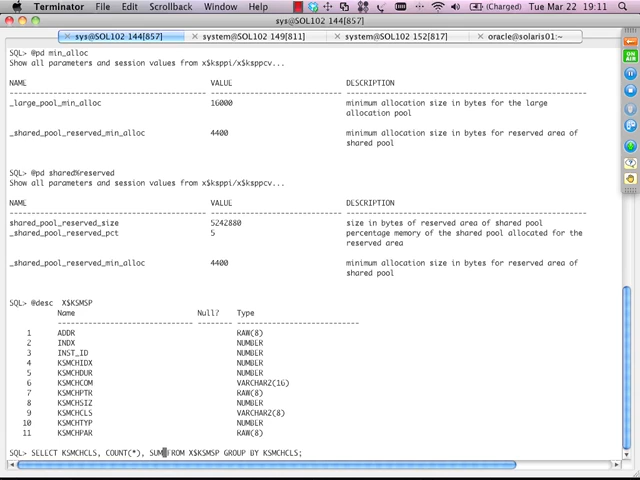 Terminator File Edit Scrollback Window Help (Charged) Tue Mar 22 19:11
sys@SOL102 144[857]
sys@SOL102 144[857] system@SOL102 149[811] system@SOL102 152[817] oracle@solaris01:~
SQL> @pd min_alloc
Show all parameters and session values from x$ksppi/x$ksppcv...
NAME VALUE DESCRIPTION
_large_pool_min_alloc 16000 minimum allocation size in bytes for the large
allocation pool
_shared_pool_reserved_min_alloc 4400 minimum allocation size in bytes for reserved area of
shared pool
SQL> @pd shared%reserved
Show all parameters and session values from x$ksppi/x$ksppcv...
NAME VALUE DESCRIPTION
shared_pool_reserved_size 5242880 size in bytes of reserved area of shared pool
_shared_pool_reserved_pct 5 percentage memory of the shared pool allocated for the
reserved area
_shared_pool_reserved_min_alloc 4400 minimum allocation size in bytes for reserved area of
shared pool
SQL> @desc X$KSMSP
Name Null? Type
1 ADDR RAW(8)
2 INDX NUMBER
3 INST_ID NUMBER
4 KSMCHIDX NUMBER
5 KSMCHDUR NUMBER
6 KSMCHCOM VARCHAR2(16)
7 KSMCHPTR RAW(8)
8 KSMCHSIZ NUMBER
9 KSMCHCLS VARCHAR2(8)
10 KSMCHTYP NUMBER
11 KSMCHPAR RAW(8)
SQL> SELECT KSMCHCLS, COUNT(*), SUM FROM X$KSMSP GROUP BY KSMCHCLS;
ON AIR